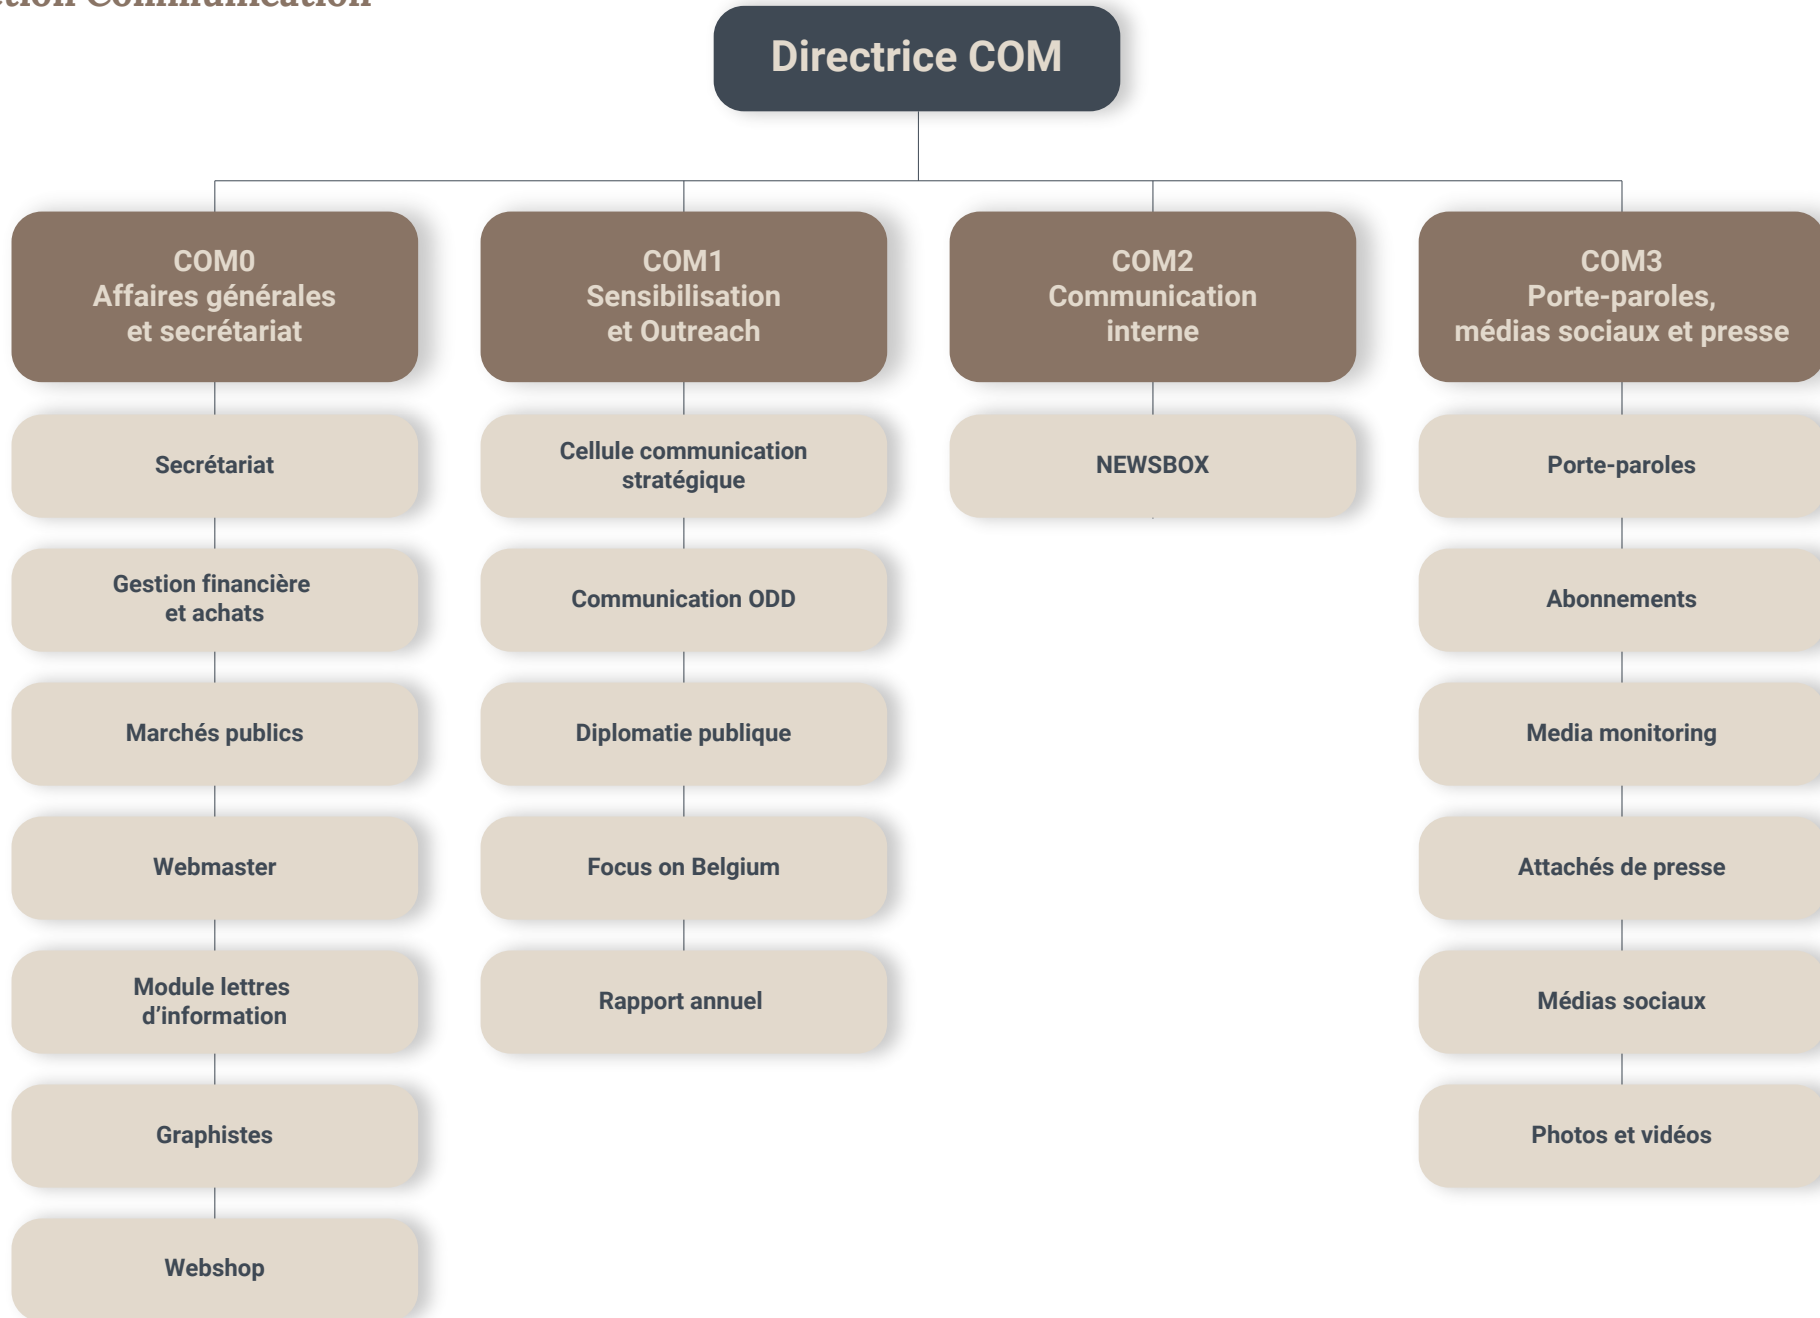 Communication
Directrice COM
COM0
Affaires générales
et secrétariat
Secrétariat
Gestion financière
et achats
Marchés publics
Webmaster
Module lettres
d’information
Graphistes
Webshop
COM1
Sensibilisation
et Outreach
Cellule communication
stratégique
Communication ODD
Diplomatie publique
Focus on Belgium
Rapport annuel
COM2
Communication
interne
NEWSBOX
COM3
Porte-paroles,
médias sociaux et presse
Porte-paroles
Abonnements
Media monitoring
Attachés de presse
Médias sociaux
Photos et vidéos